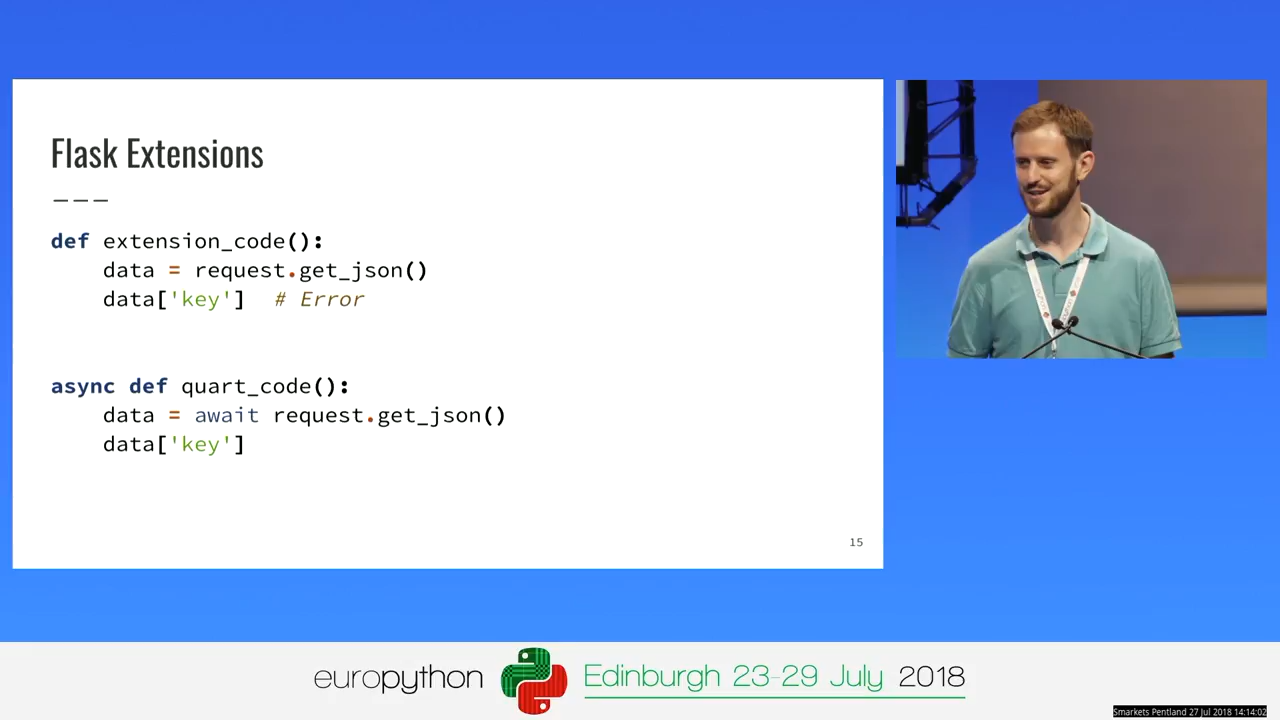 Flask Extensions
---
def extension_code():
    data = request.get_json()
    data['key']  # Error
async def quart_code():
    data = await request.get_json()
    data['key']
15
europython Edinburgh 23-29 July 2018
Smarkets Pentland 27 Jul 2018 14:14:02